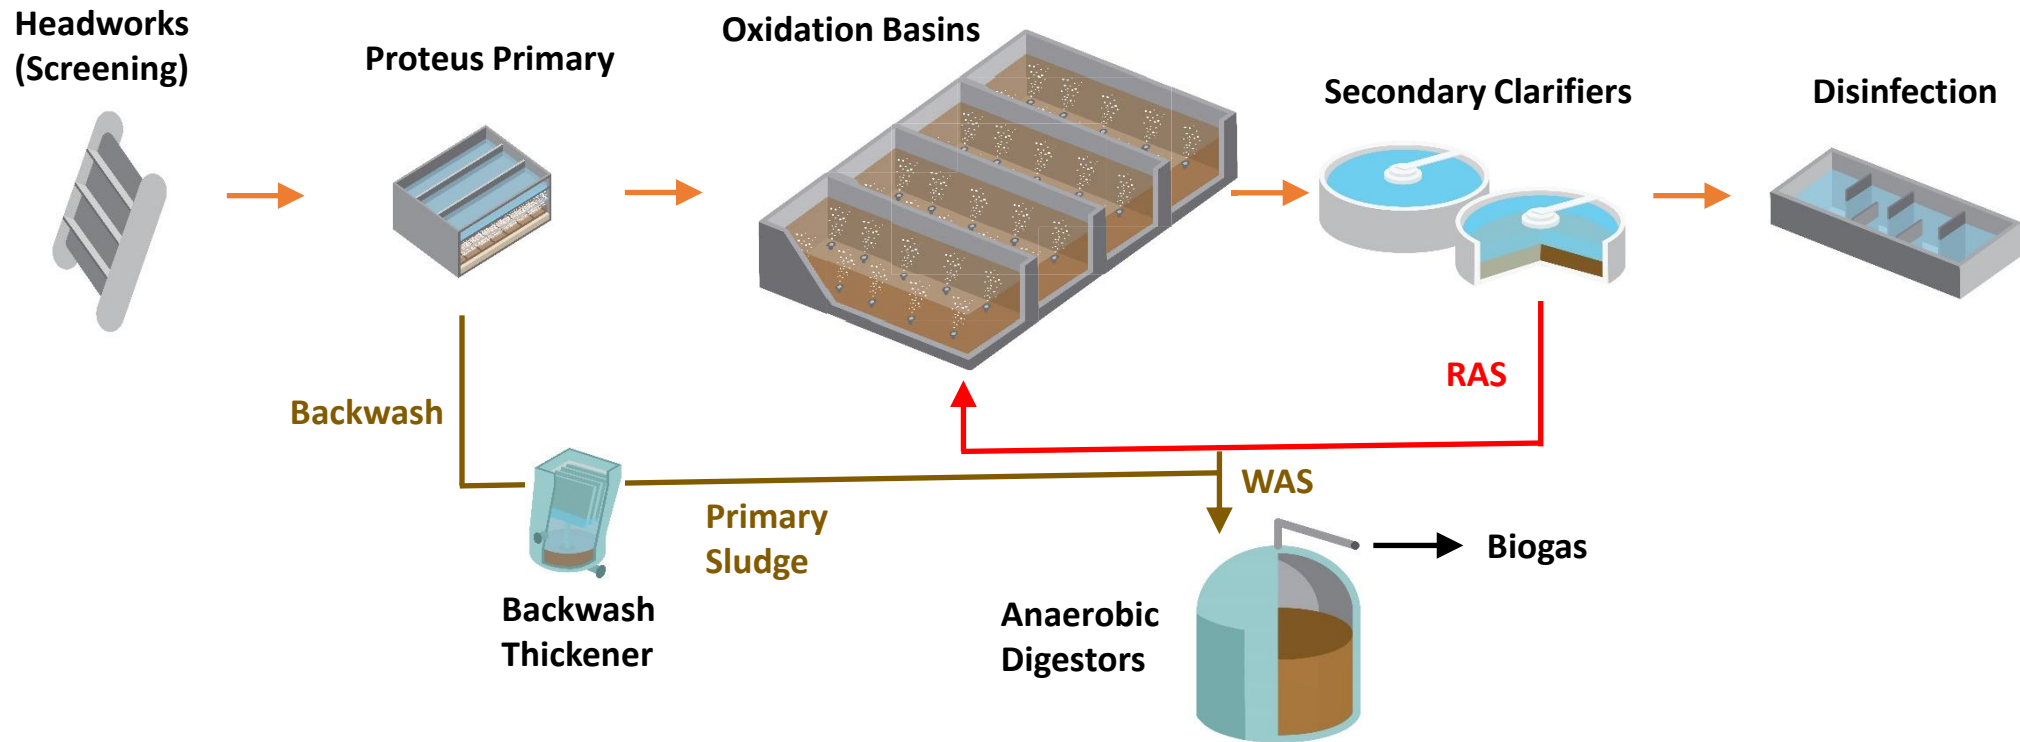 Headworks
(Screening)
Proteus Primary
Oxidation Basins
Secondary Clarifiers
Disinfection
Backwash
RAS
WAS
Primary
Sludge
Backwash
Thickener
Anaerobic
Digestors
Biogas